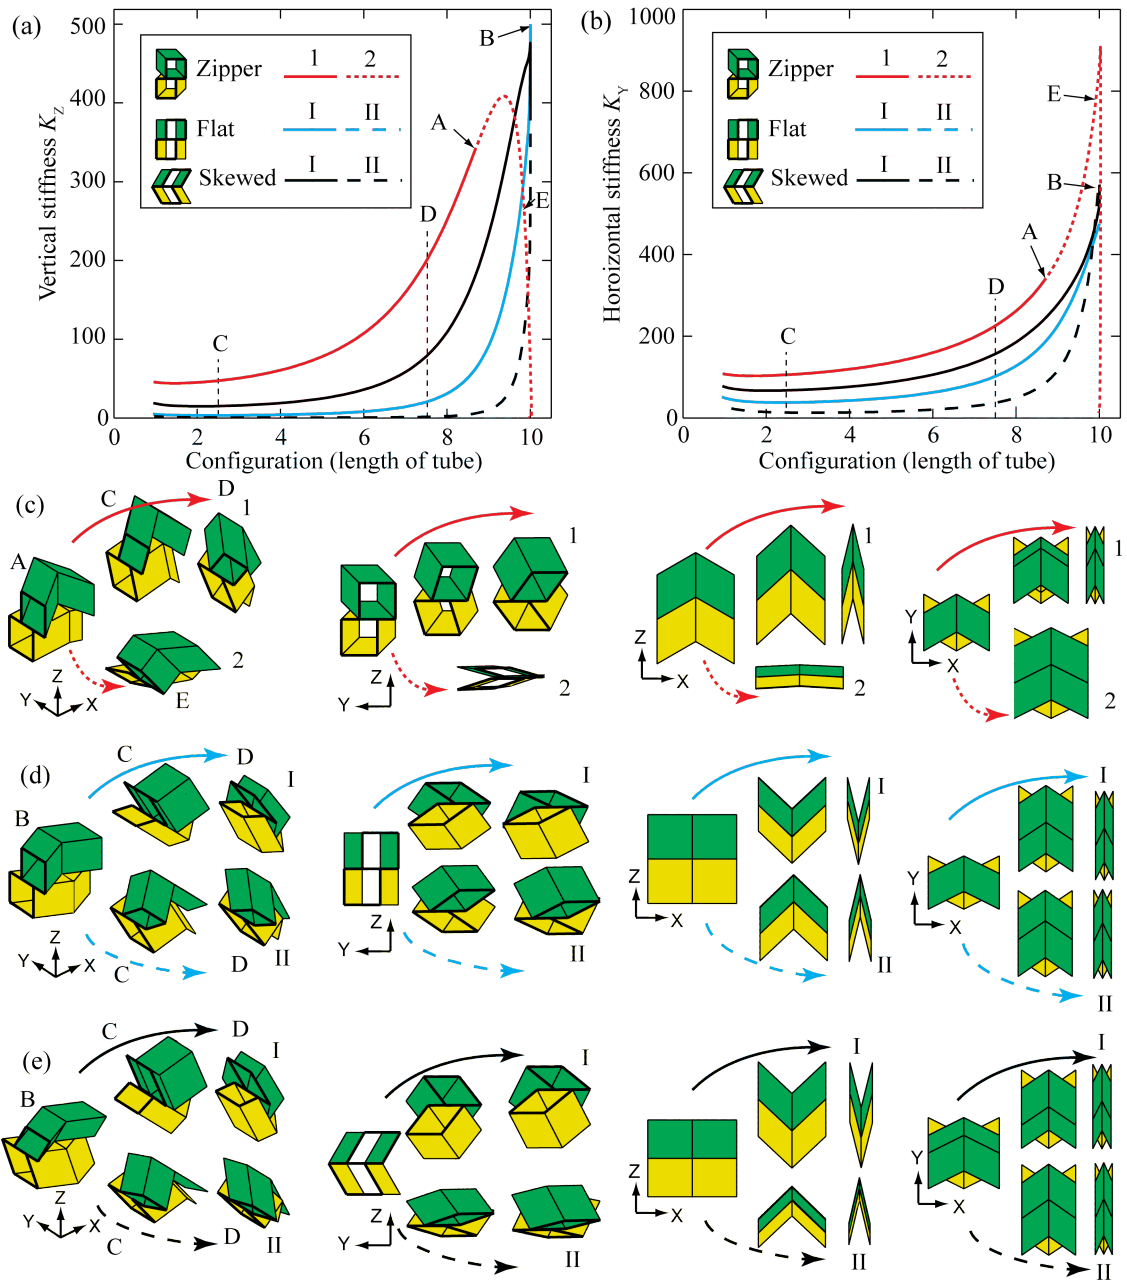 (a)
500
400
300
200
100
0
Vertical stiffness K_Z
1 2
Zipper
I II
Flat
I II
Skewed
A
B
C
D
E
0 2 4 6 8 10
Configuration (length of tube)
(b)
1000
800
600
400
200
0
Horoizontal stiffness K_Y
1 2
Zipper
I II
Flat
I II
Skewed
E
B
A
D
C
0 2 4 6 8 10
Configuration (length of tube)
(c)
C D
1
A
2
E
Z
Y X
1
2
Z
Y
1
2
Z
X
1
2
Y
X
(d)
C D
I
B
C D II
Z
Y X
I
II
Z
Y
I
II
Z
X
I
II
Y
X
(e)
C D
I
B
C D II
Z
Y X
I
II
Z
Y
I
II
Z
X
I
II
Y
X